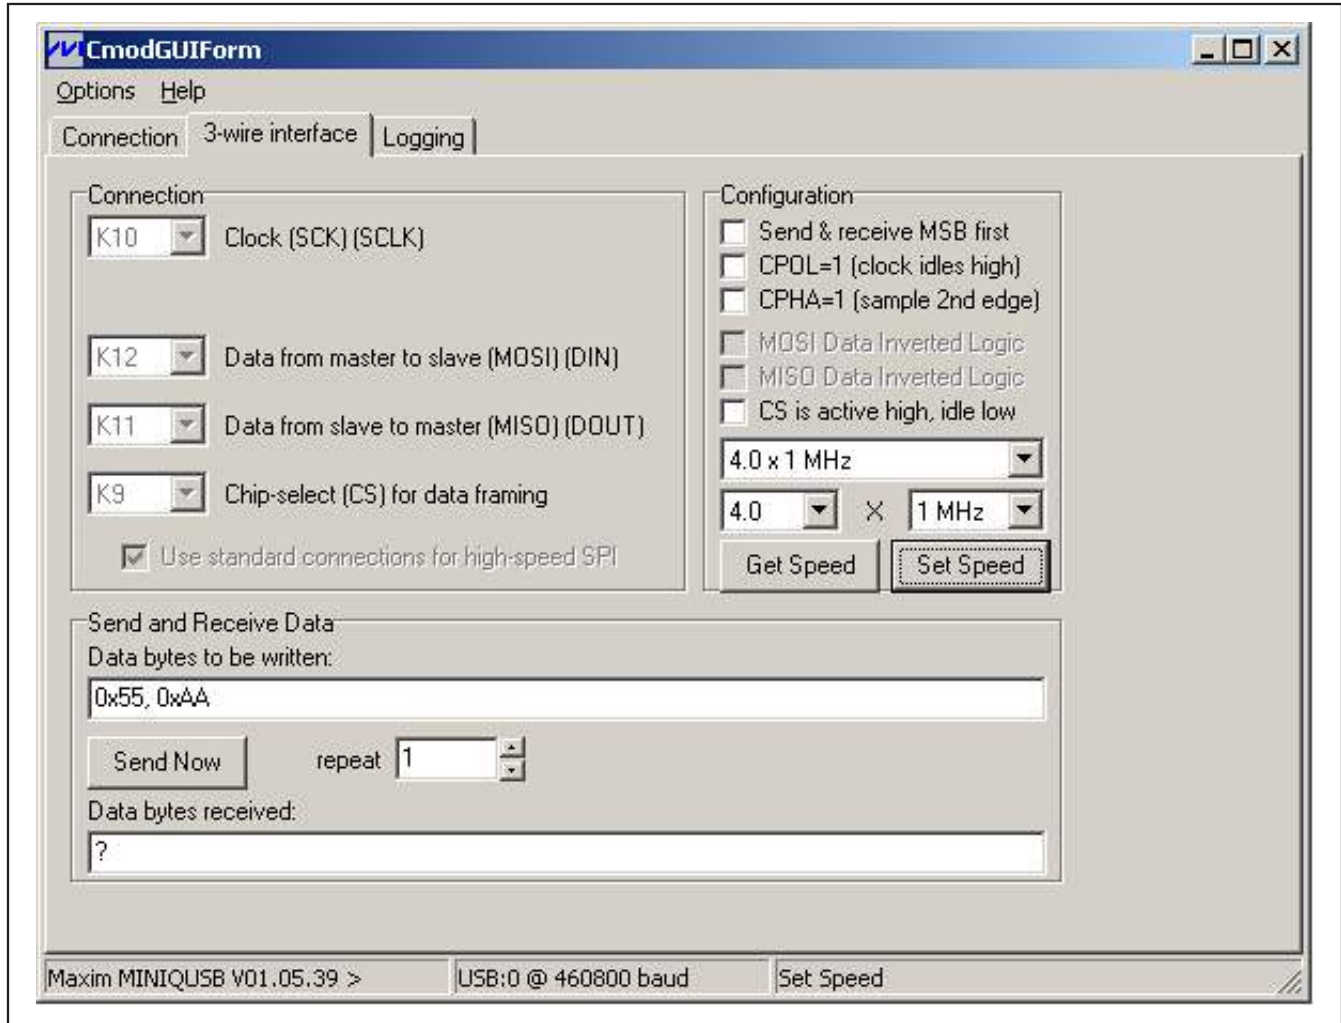 CmodGUIForm
Options Help
Connection 3-wire interface Logging
Connection
K10 Clock (SCK) (SCLK)
K12 Data from master to slave (MOSI) (DIN)
K11 Data from slave to master (MISO) (DOUT)
K9 Chip-select (CS) for data framing
Use standard connections for high-speed SPI
Configuration
Send & receive MSB first
CPOL=1 (clock idles high)
CPHA=1 (sample 2nd edge)
MOSI Data Inverted Logic
MISO Data Inverted Logic
CS is active high, idle low
4.0 x 1 MHz
4.0 X 1 MHz
Get Speed Set Speed
Send and Receive Data
Data bytes to be written:
0x55, 0xAA
Send Now repeat 1
Data bytes received:
?
Maxim MINIQUSB V01.05.39 > USB:0 @ 460800 baud Set Speed